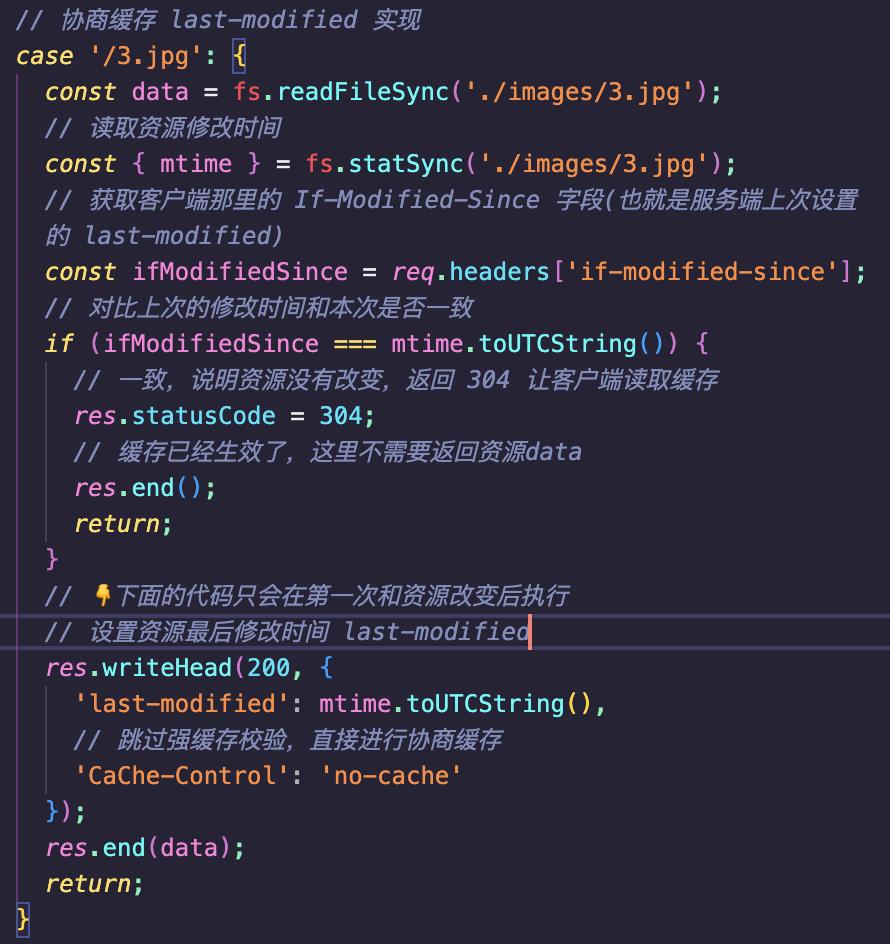 // 协商缓存 last-modified 实现
case '/3.jpg': {
const data = fs.readFileSync('./images/3.jpg');
// 读取资源修改时间
const { mtime } = fs.statSync('./images/3.jpg');
// 获取客户端那里的 If-Modified-Since 字段(也就是服务端上次设置
的 last-modified)
const ifModifiedSince = req.headers['if-modified-since'];
// 对比上次的修改时间和本次是否一致
if (ifModifiedSince === mtime.toUTCString()) {
// 一致，说明资源没有改变，返回 304 让客户端读取缓存
res.statusCode = 304;
// 缓存已经生效了，这里不需要返回资源data
res.end();
return;
}
// 👇下面的代码只会在第一次和资源改变后执行
// 设置资源最后修改时间 last-modified
res.writeHead(200, {
'last-modified': mtime.toUTCString(),
// 跳过强缓存校验，直接进行协商缓存
'CaChe-Control': 'no-cache'
});
res.end(data);
return;
}